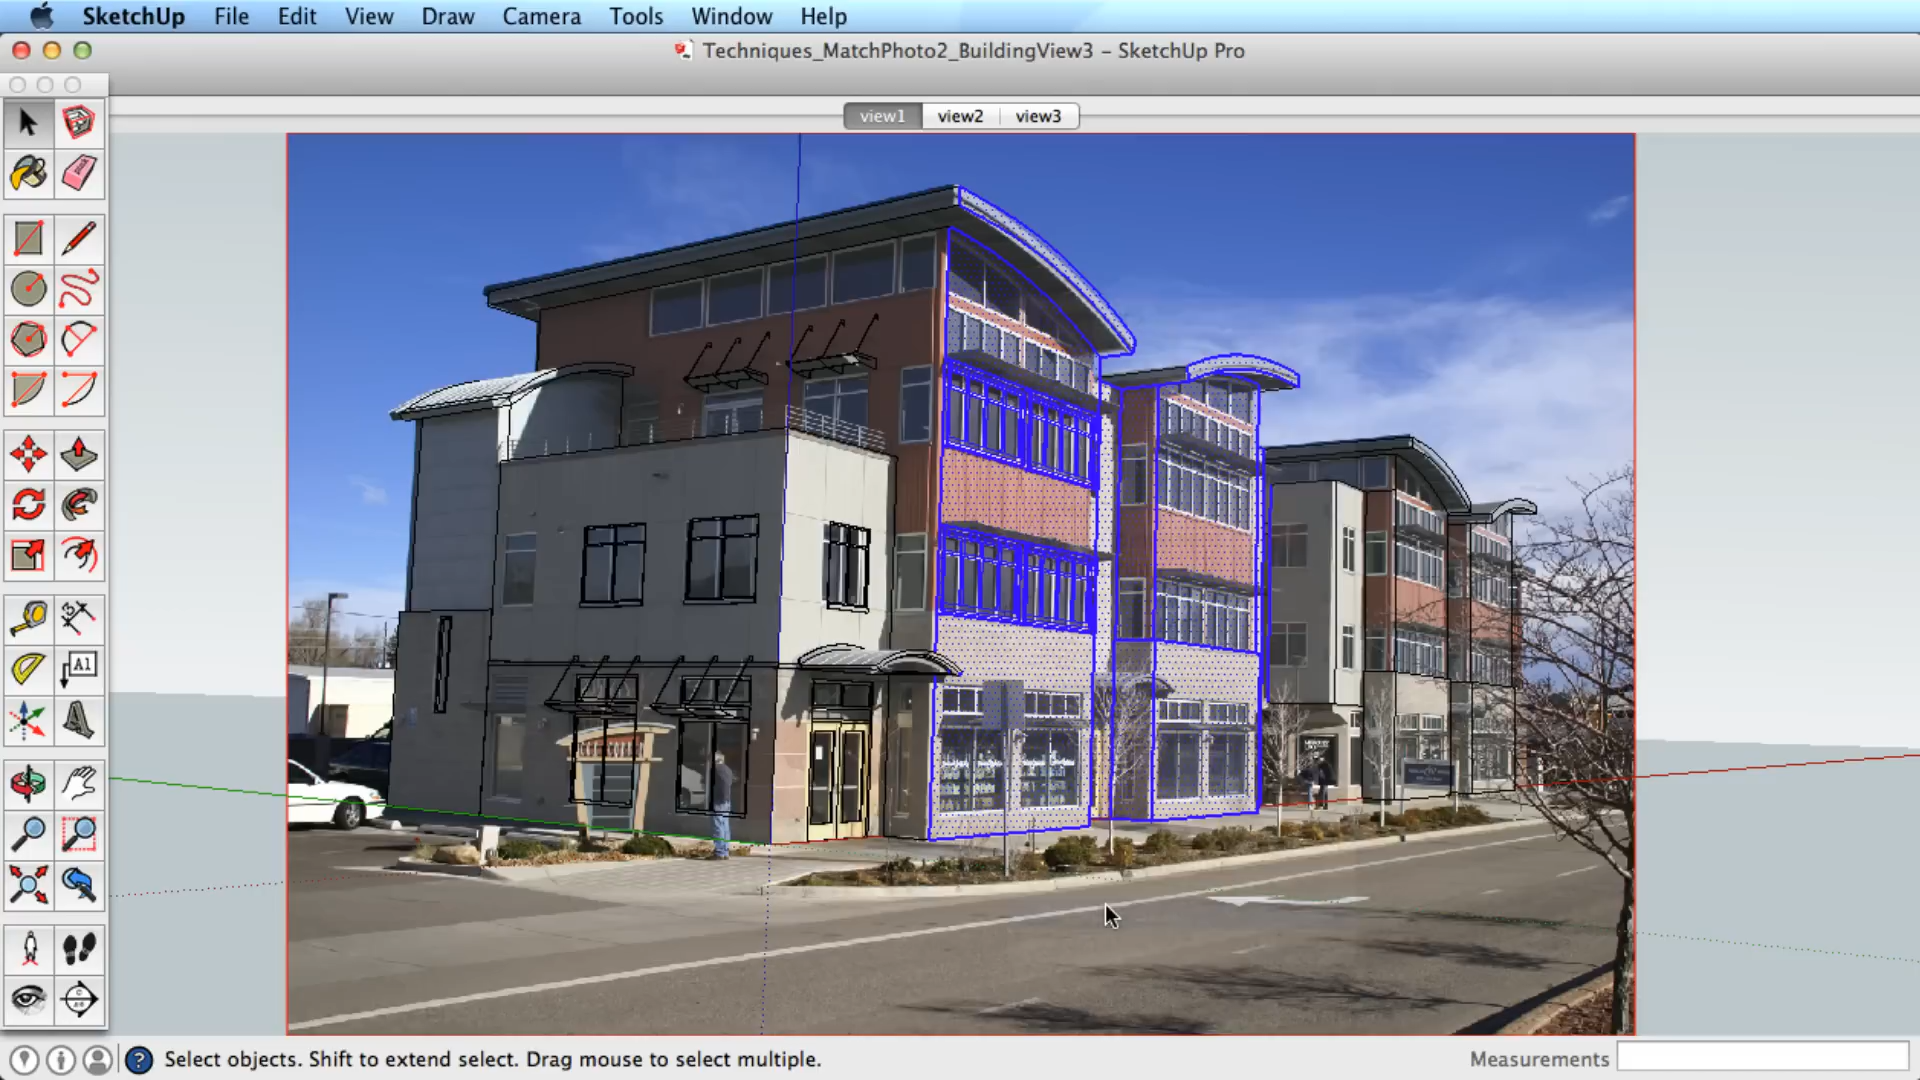 SketchUp File Edit View Draw Camera Tools Window Help
Techniques_MatchPhoto2_BuildingView3 – SketchUp Pro
view1 view2 view3
A1
Select objects. Shift to extend select. Drag mouse to select multiple.
Measurements